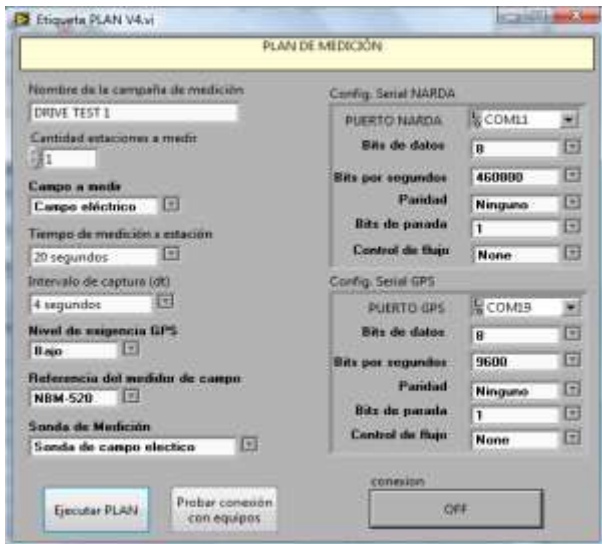 Etiqueta PLAN V4.vi
PLAN DE MEDICIÓN
Nombre de la campaña de medición
DRIVE TEST 1
Cantidad estaciones a medir
1
Campo a medir
Campo eléctrico
Tiempo de medición x estación
20 segundos
Intervalo de captura (dt)
4 segundos
Nivel de exigencia GPS
Bajo
Referencia del medidor de campo
NBM-520
Sonda de Medición
Sonda de campo electico
Ejecutar PLAN
Probar conexión
con equipos
Config. Serial NARDA
PUERTO NARDA COM11
Bits de datos 8
Bits por segundos 460800
Paridad Ninguno
Bits de parada 1
Control de flujo None
Config. Serial GPS
PUERTO GPS COM19
Bits de datos 8
Bits por segundos 9600
Paridad Ninguno
Bits de parada 1
Control de flujo None
conexion
OFF